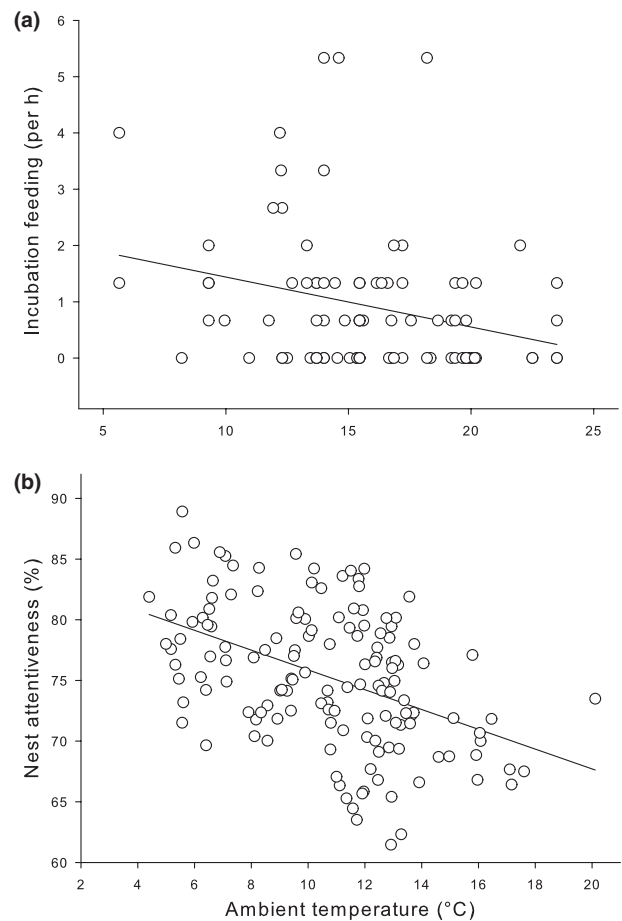 (a)
Incubation feeding (per h)
6
5
4
3
2
1
0
5 10 15 20 25
(b)
Nest attentiveness (%)
90
85
80
75
70
65
60
2 4 6 8 10 12 14 16 18 20
Ambient temperature (°C)